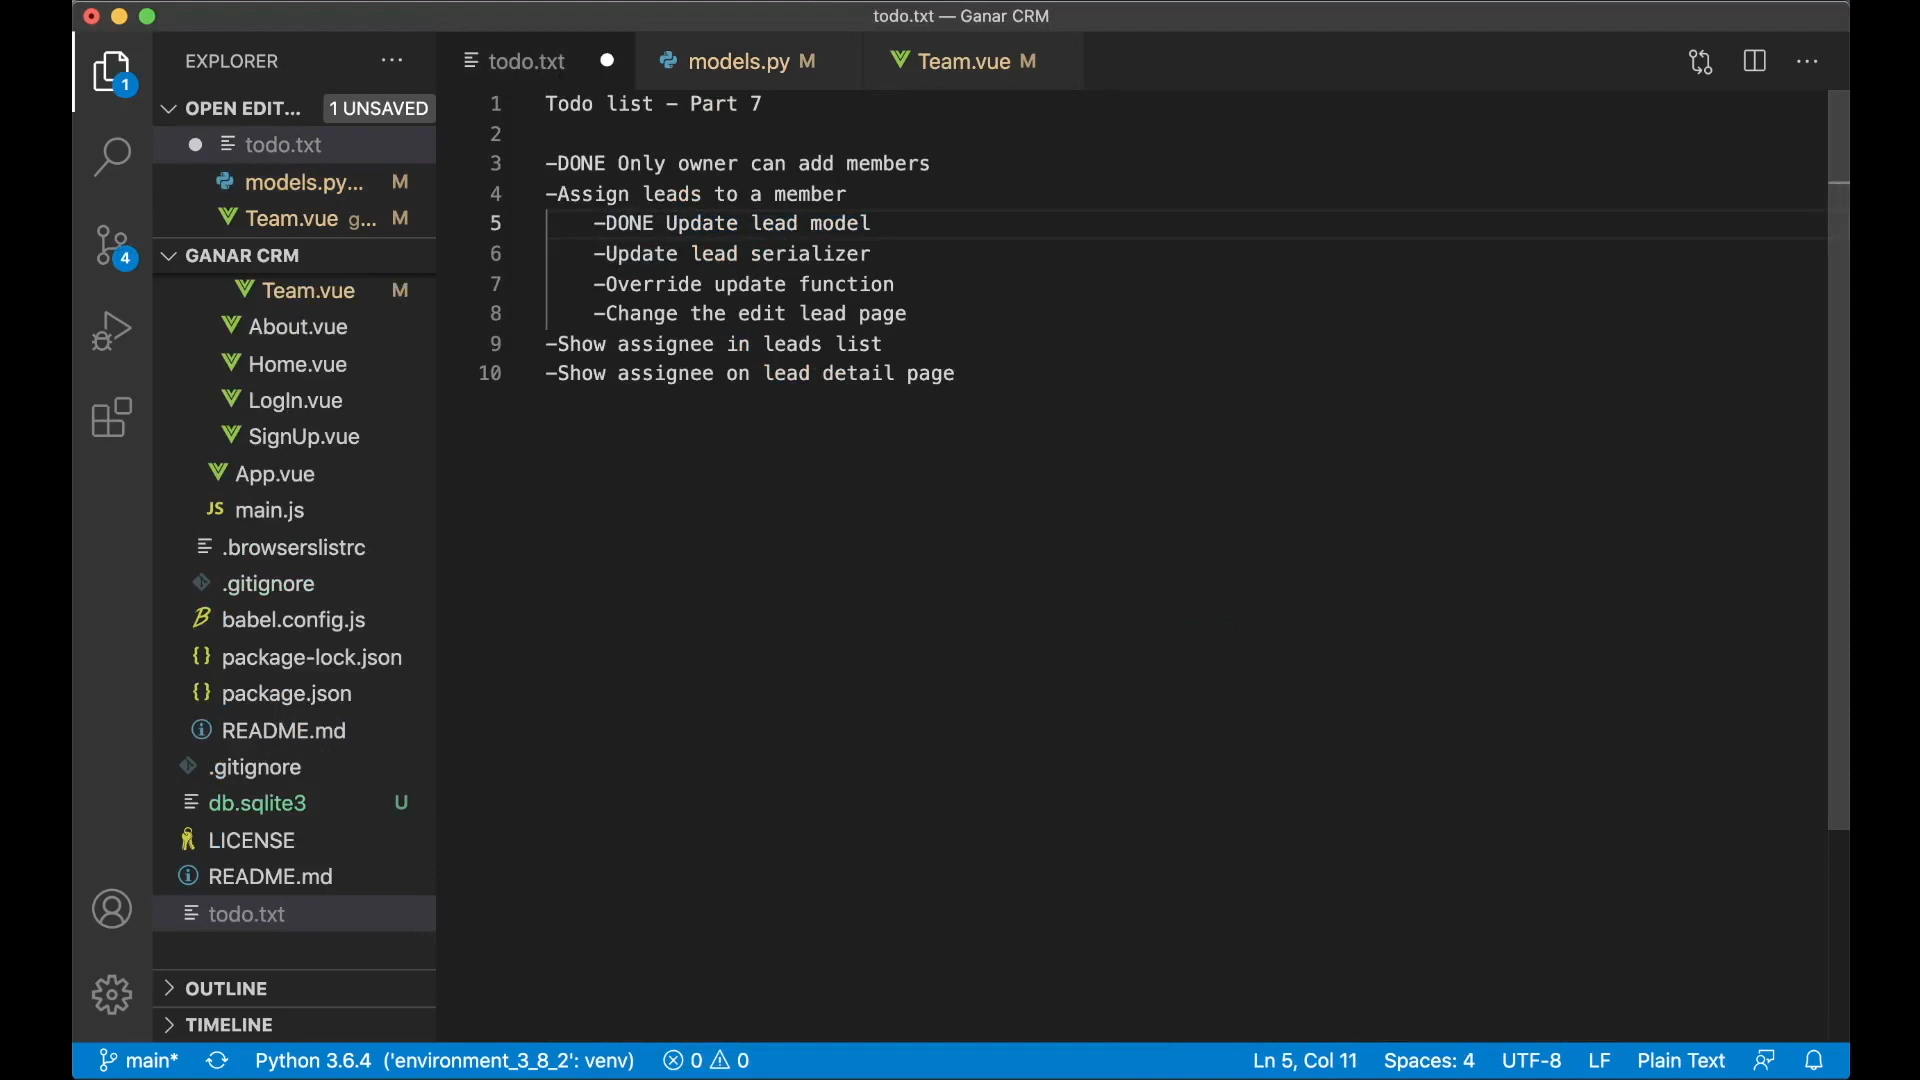 todo.txt — Ganar CRM
EXPLORER
todo.txt
models.py M
Team.vue M
1
OPEN EDIT... 1 UNSAVED
todo.txt
models.py... M
Team.vue g... M
4
GANAR CRM
Team.vue M
About.vue
Home.vue
LogIn.vue
SignUp.vue
App.vue
JS main.js
.browserslistrc
.gitignore
babel.config.js
{} package-lock.json
{} package.json
README.md
.gitignore
db.sqlite3 U
LICENSE
README.md
todo.txt
OUTLINE
TIMELINE
1 Todo list - Part 7
2
3 -DONE Only owner can add members
4 -Assign leads to a member
5 -DONE Update lead model
6 -Update lead serializer
7 -Override update function
8 -Change the edit lead page
9 -Show assignee in leads list
10 -Show assignee on lead detail page
main* Python 3.6.4 ('environment_3_8_2': venv) 0 0 Ln 5, Col 11 Spaces: 4 UTF-8 LF Plain Text